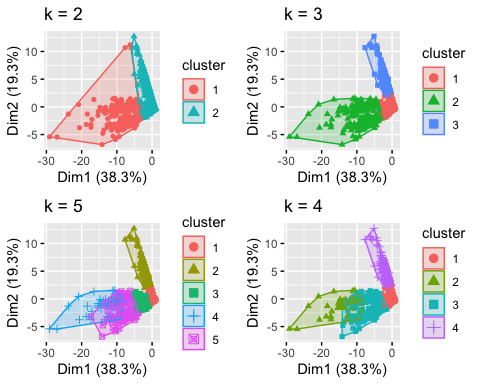 k = 2
Dim2 (19.3%)
10
5
0
-5
-30 -20 -10 0
Dim1 (38.3%)
cluster
1
2
k = 3
Dim2 (19.3%)
10
5
0
-5
-30 -20 -10 0
Dim1 (38.3%)
cluster
1
2
3
k = 5
Dim2 (19.3%)
10
5
0
-5
-30 -20 -10 0
Dim1 (38.3%)
cluster
1
2
3
4
5
k = 4
Dim2 (19.3%)
10
5
0
-5
-30 -20 -10 0
Dim1 (38.3%)
cluster
1
2
3
4